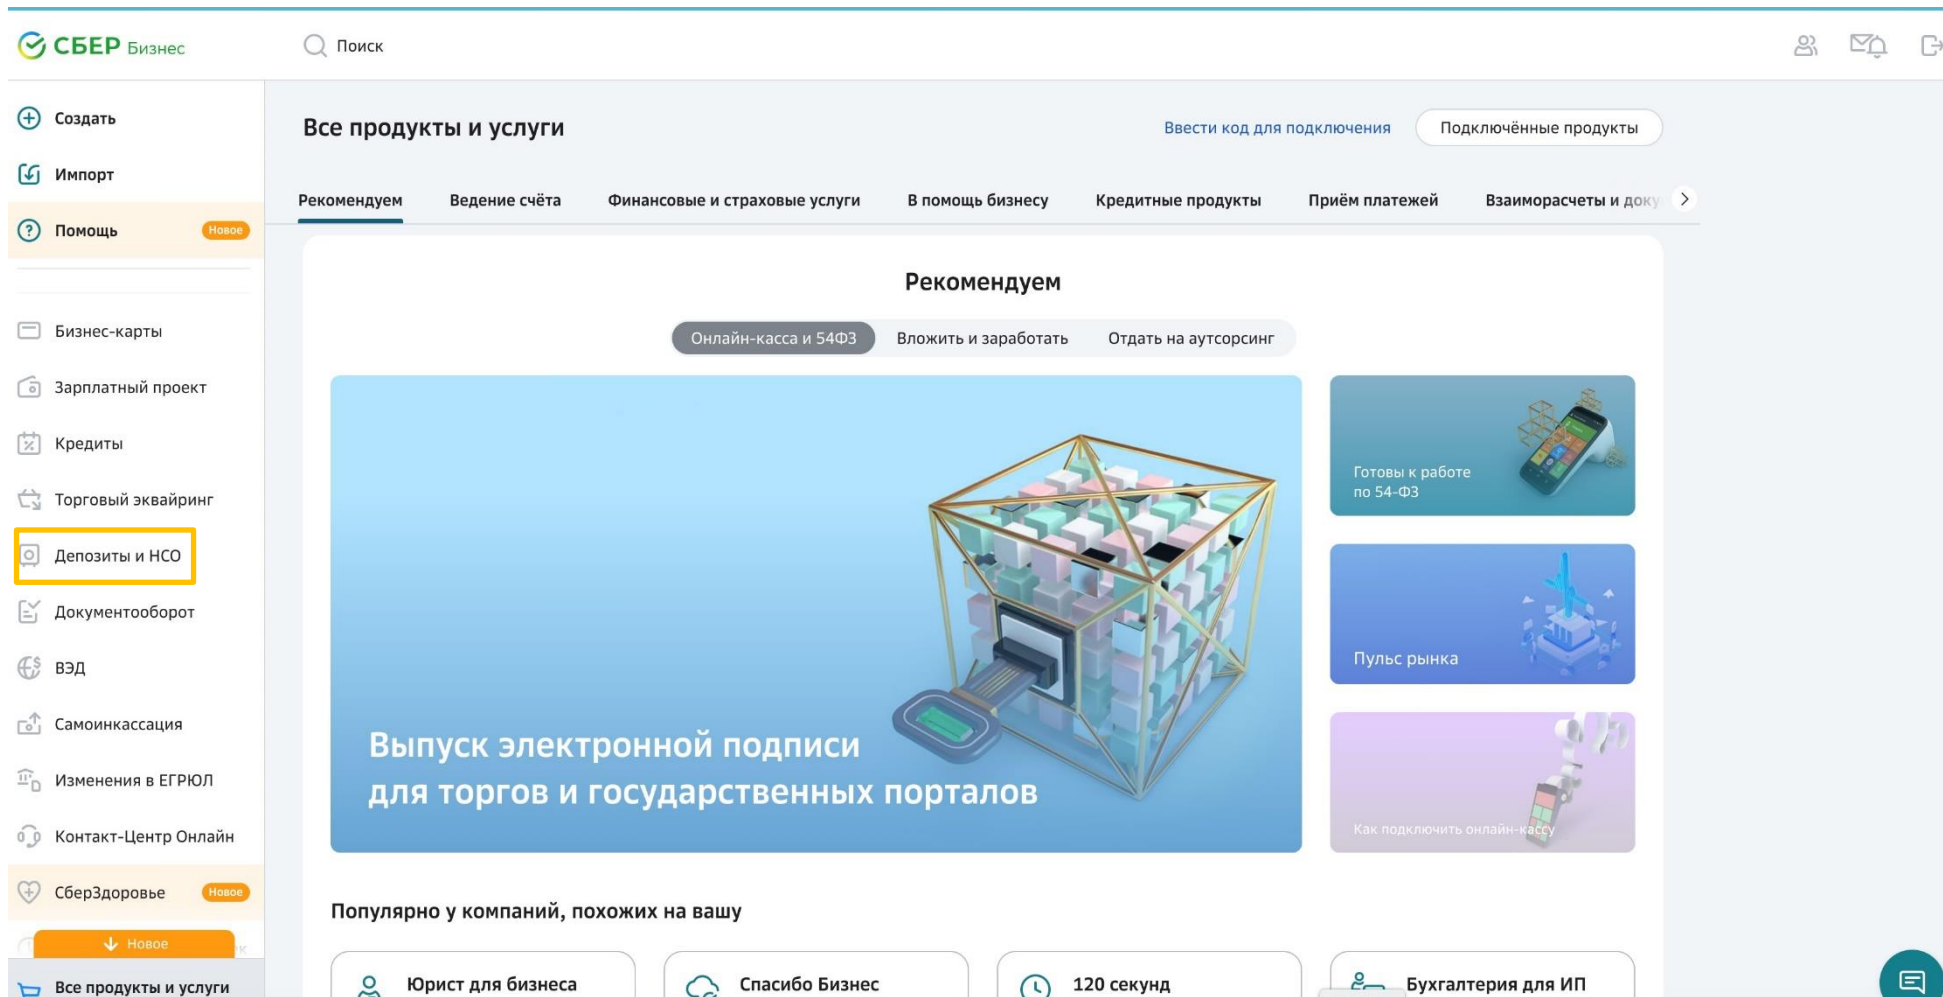 СБЕР Бизнес
Поиск
Создать
Импорт
Помощь
Новое
Бизнес-карты
Зарплатный проект
Кредиты
Торговый эквайринг
Депозиты и НСО
Документооборот
ВЭД
Самоинкассация
Изменения в ЕГРЮЛ
Контакт-Центр Онлайн
СберЗдоровье
Новое
Новое
Все продукты и услуги
Все продукты и услуги
Ввести код для подключения
Подключённые продукты
Рекомендуем
Ведение счёта
Финансовые и страховые услуги
В помощь бизнесу
Кредитные продукты
Приём платежей
Взаиморасчеты и доку
Рекомендуем
Онлайн-касса и 54ФЗ
Вложить и заработать
Отдать на аутсорсинг
Выпуск электронной подписи
для торгов и государственных порталов
Готовы к работе
по 54-ФЗ
Пульс рынка
Как подключить онлайн-кассу
Популярно у компаний, похожих на вашу
Юрист для бизнеса
Спасибо Бизнес
120 секунд
Бухгалтерия для ИП